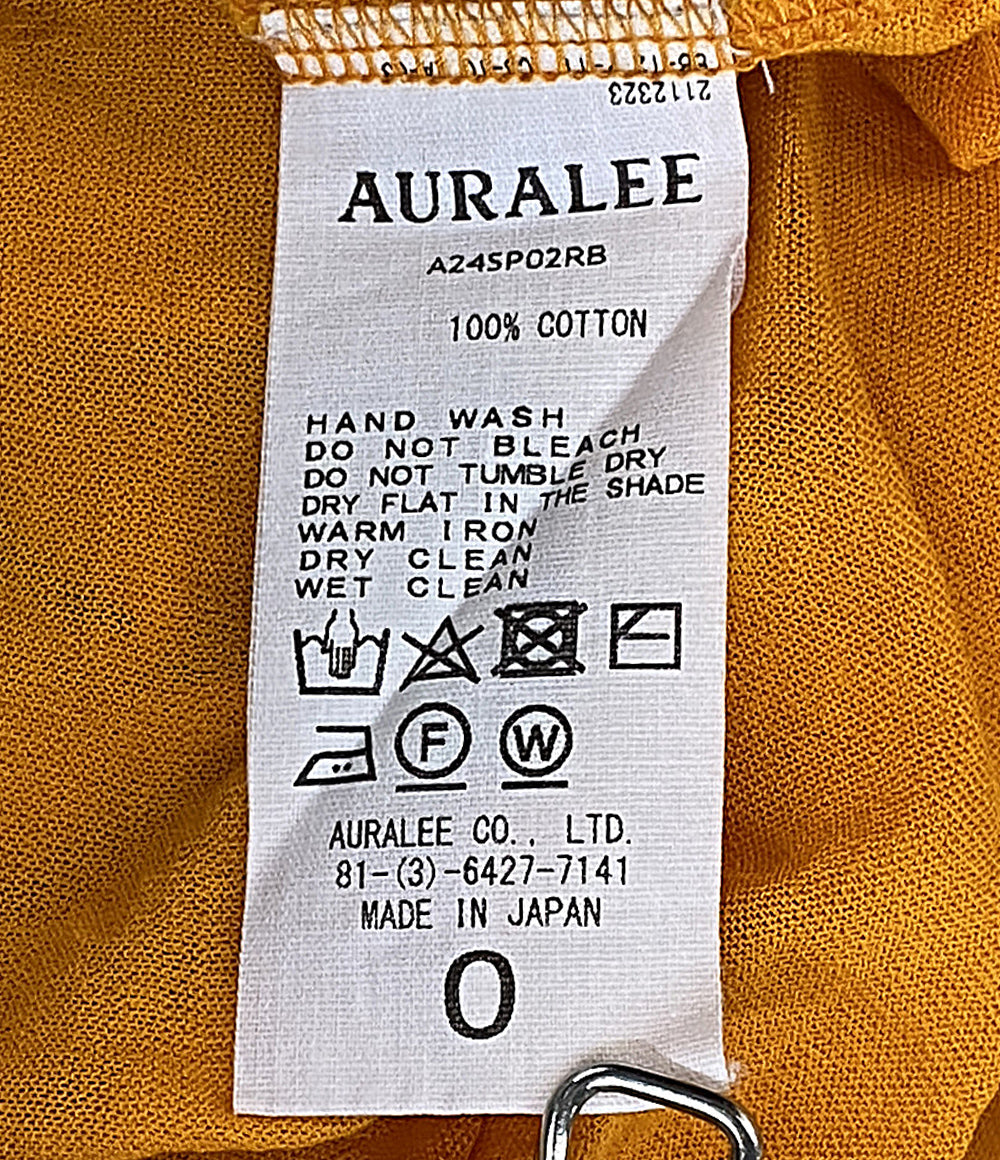 2112323
AURALEE
A24SP02RB
100% COTTON
HAND WASH
DO NOT BLEACH
DO NOT TUMBLE DRY
DRY FLAT IN THE SHADE
WARM IRON
DRY CLEAN
WET CLEAN
F W
AURALEE CO., LTD.
81-(3)-6427-7141
MADE IN JAPAN
0